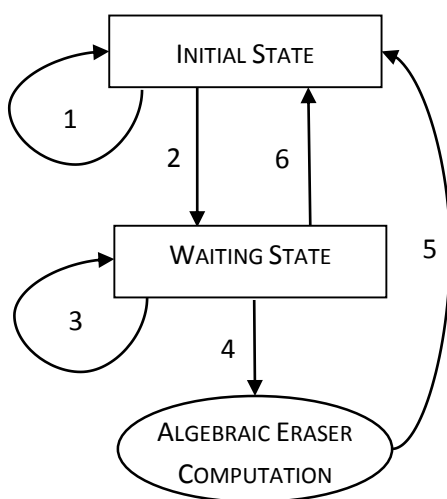 INITIAL STATE
1
2
6
WAITING STATE
5
3
4
ALGEBRAIC ERASER
COMPUTATION